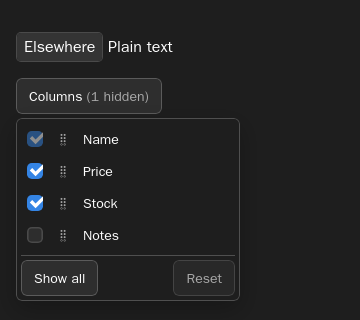 Elsewhere Plain text
Columns (1 hidden)
Name
Price
Stock
Notes
Show all Reset